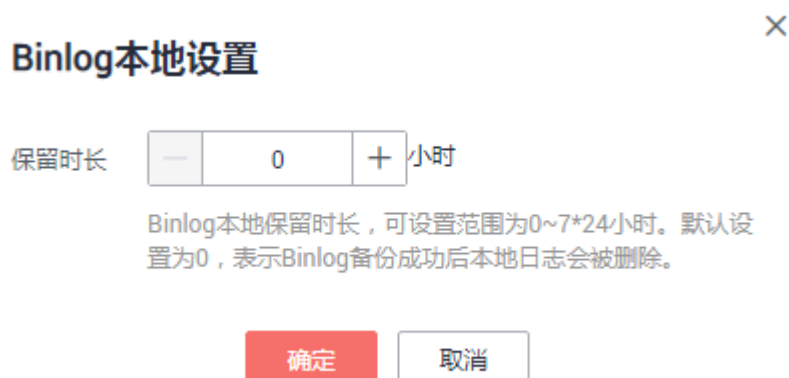 Binlog本地设置
保留时长 0 小时
Binlog本地保留时长，可设置范围为0~7*24小时。默认设
置为0，表示Binlog备份成功后本地日志会被删除。
确定 取消